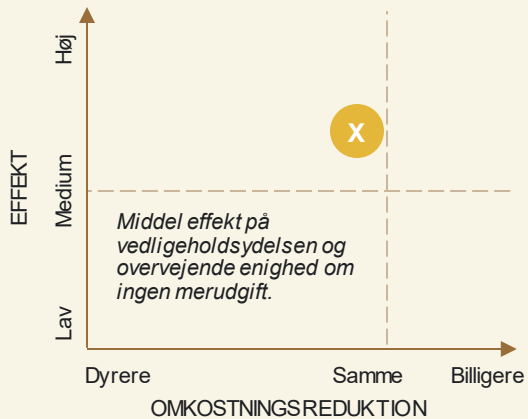 Høj
EFFEKT
Medium
Lav
X
Middel effekt på
vedligeholdsydelsen og
overvejende enighed om
ingen merudgift.
Dyrere
Samme
Billigere
OMKOSTNINGSREDUKTION